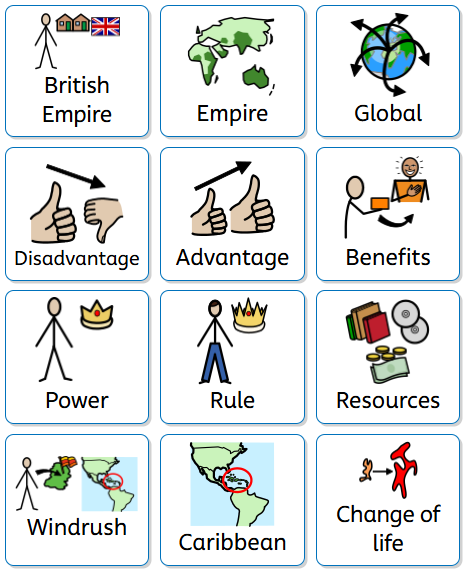 British
Empire
Empire
Global
Disadvantage
Advantage
Benefits
Power
Rule
Resources
Windrush
Caribbean
Change of
life